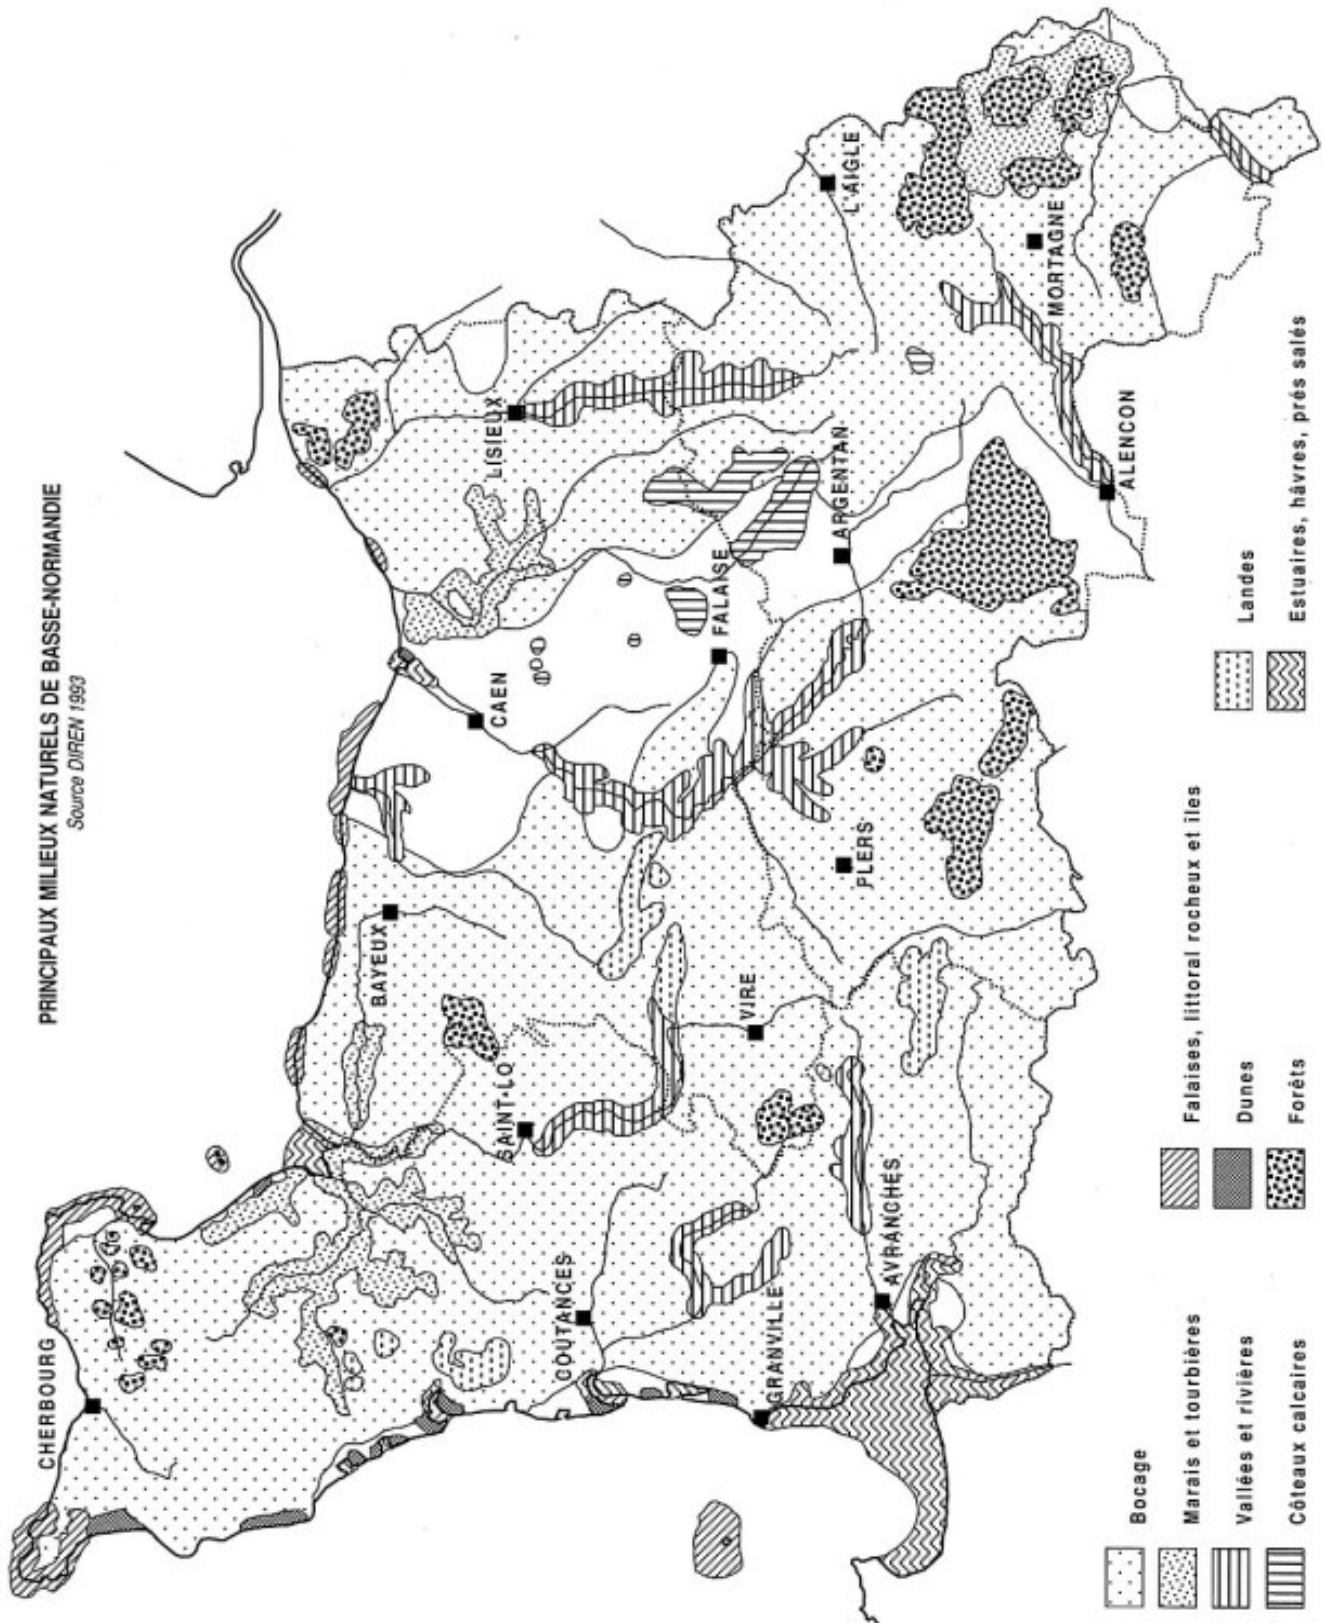 PRINCIPAUX MILIEUX NATURELS DE BASSE-NORMANDIE
Source DIREN 1993
CHERBOURG
BAYEUX
CAEN
LISIEUX
SAINT-LO
COUTANCES
VIRE
FALAISE
ARGENTAN
L'AIGLE
GRANVILLE
AVRANCHES
FLERS
ALENCON
MORTAGNE
Bocage
Marais et tourbières
Vallées et rivières
Côteaux calcaires
Falaises, littoral rocheux et iles
Dunes
Forêts
Landes
Estuaires, hâvres, prés salés